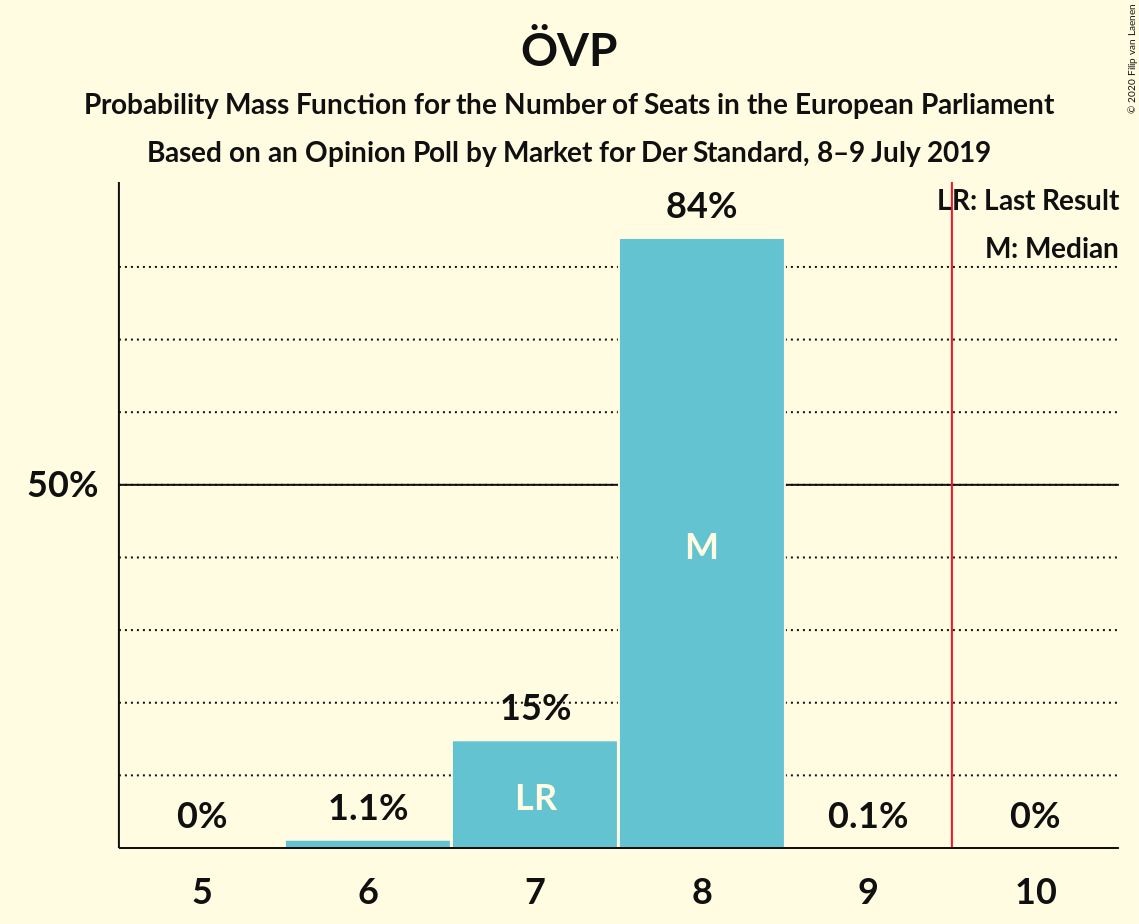 ÖVP
Probability Mass Function for the Number of Seats in the European Parliament
Based on an Opinion Poll by Market for Der Standard, 8–9 July 2019
© 2020 Filip van Laenen
LR: Last Result
M: Median
84%
50%
M
15%
LR
0%
1.1%
0.1%
0%
5
6
7
8
9
10